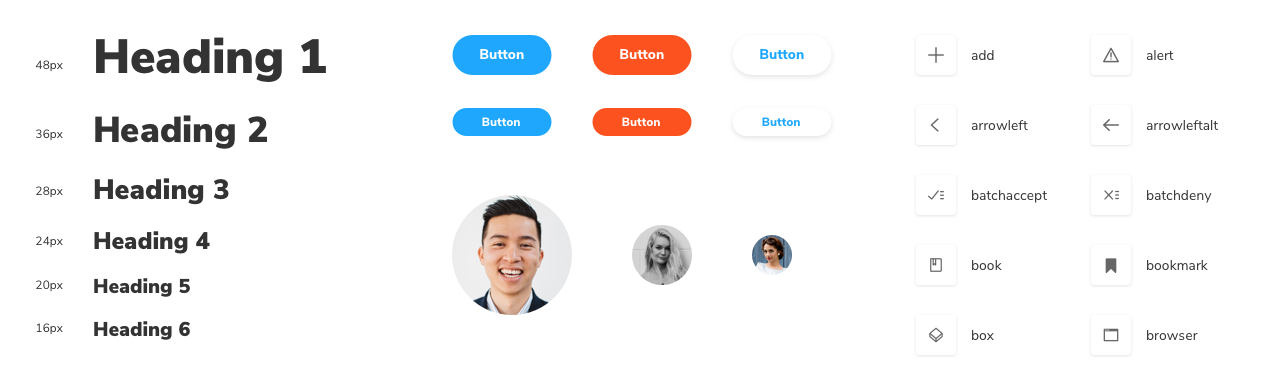 48px Heading 1
36px Heading 2
28px Heading 3
24px Heading 4
20px Heading 5
16px Heading 6
Button Button Button
Button Button Button
add alert
arrowleft arrowleftalt
batchaccept batchdeny
book bookmark
box browser